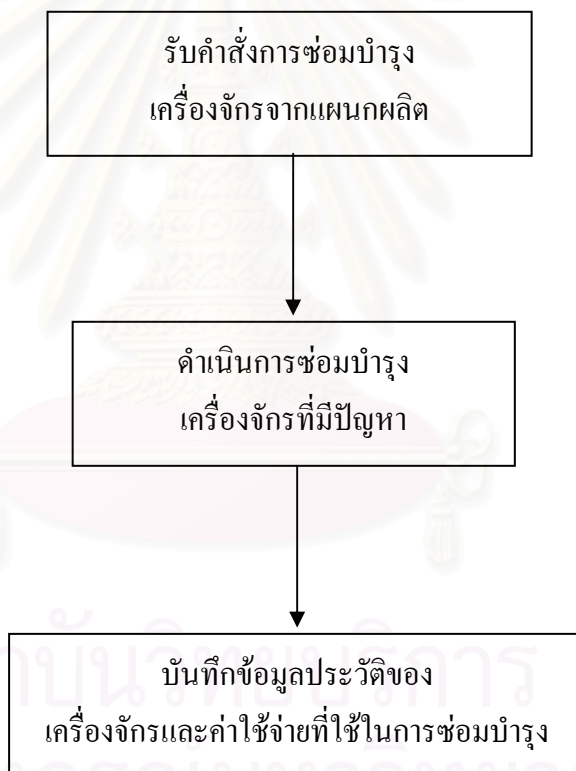 รับคำสั่งการซ่อมบำรุง
เครื่องจักรจากแผนกผลิต
ดำเนินการซ่อมบำรุง
เครื่องจักรที่มีปัญหา
บันทึกข้อมูลประวัติของ
เครื่องจักรและค่าใช้จ่ายที่ใช้ในการซ่อมบำรุง